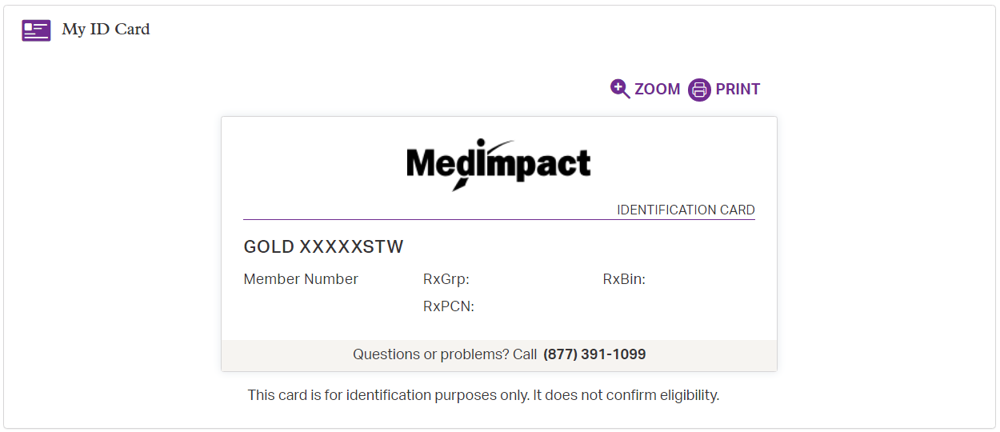 My ID Card
ZOOM PRINT
MedImpact
IDENTIFICATION CARD
GOLD XXXXXSTW
Member Number RxGrp: RxBin:
RxPCN:
Questions or problems? Call (877) 391-1099
This card is for identification purposes only. It does not confirm eligibility.